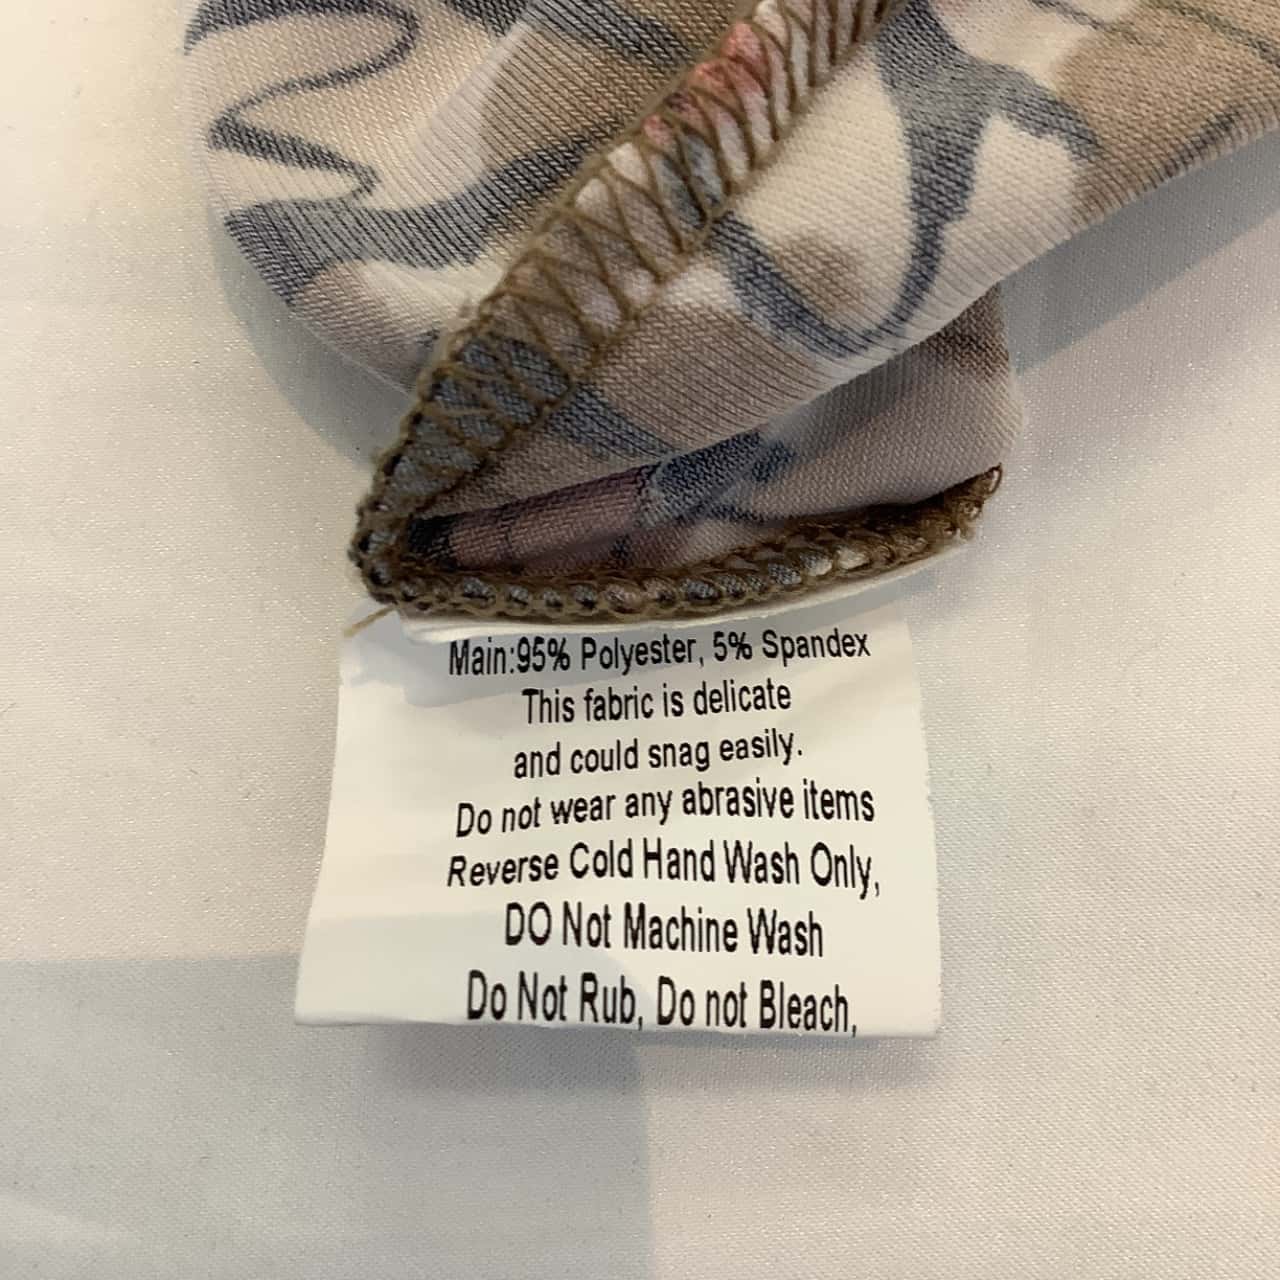 Main:95% Polyester, 5% Spandex
This fabric is delicate
and could snag easily.
Do not wear any abrasive items
Reverse Cold Hand Wash Only,
DO Not Machine Wash
Do Not Rub, Do not Bleach,